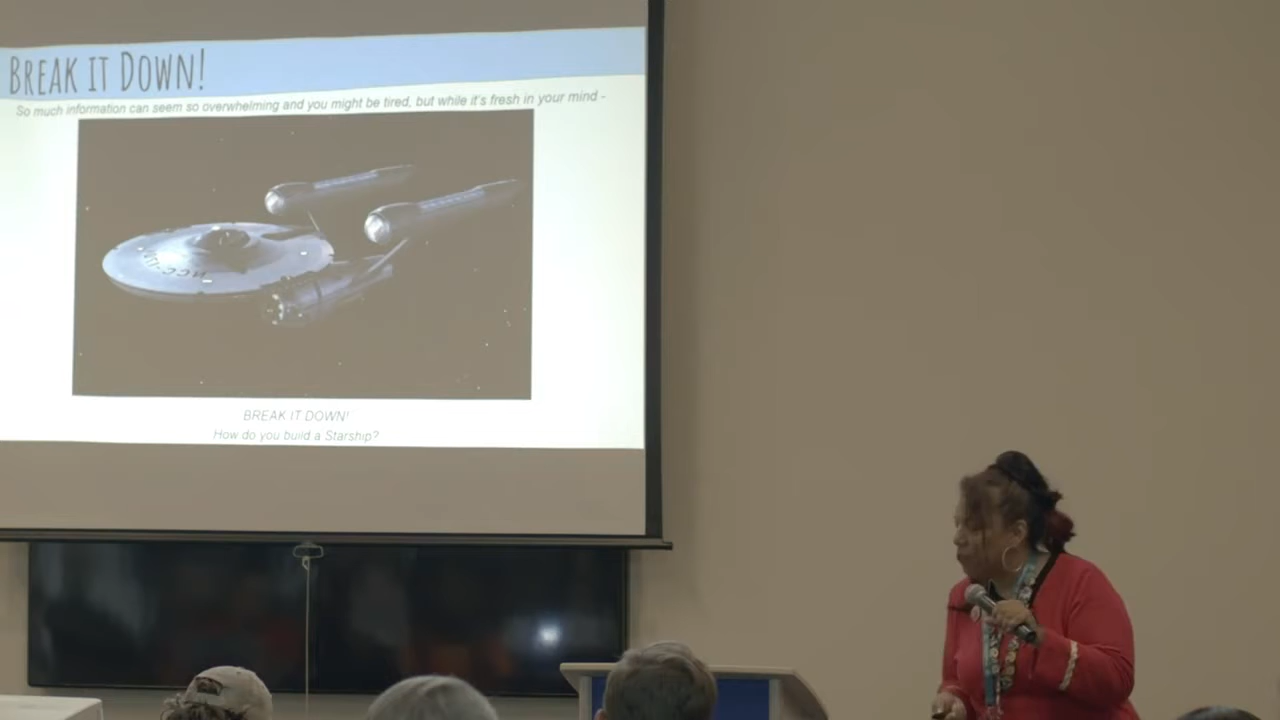 BREAK IT DOWN!
So much information can seem so overwhelming and you might be tired, but while it's fresh in your mind -
BREAK IT DOWN!
How do you build a Starship?